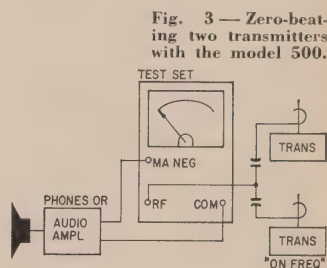 Fig. 3 — Zero-beat-
ing two transmitters
with the model 500.
TEST SET
MA NEG
RF COM
PHONES OR
AUDIO
AMPL
TRANS
TRANS
"ON FREQ"